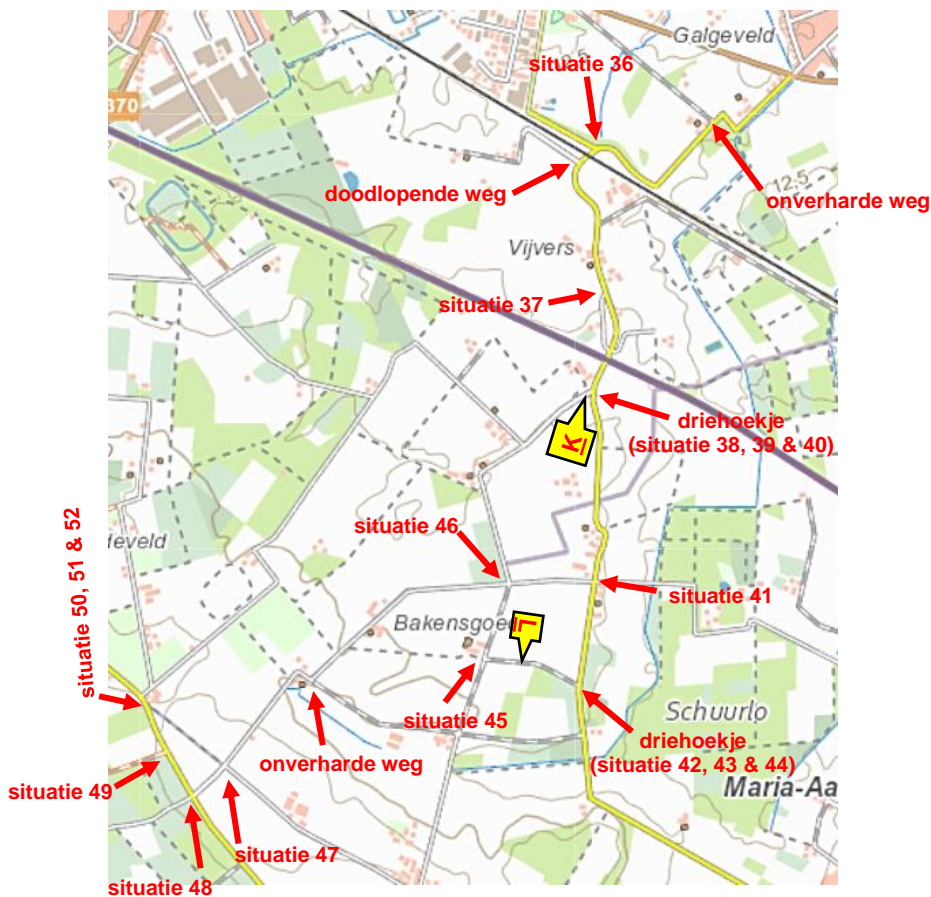 Galgeveld
situatie 36
370
doodlopende weg
12,5
onverharde weg
Vijvers
situatie 37
driehoekje
(situatie 38, 39 & 40)
K
situatie 46
situatie 50, 51 & 52
eveld
situatie 41
Bakensgoed
L
situatie 45
Schuurlo
driehoekje
(situatie 42, 43 & 44)
onverharde weg
Maria-Aa
situatie 49
situatie 47
situatie 48